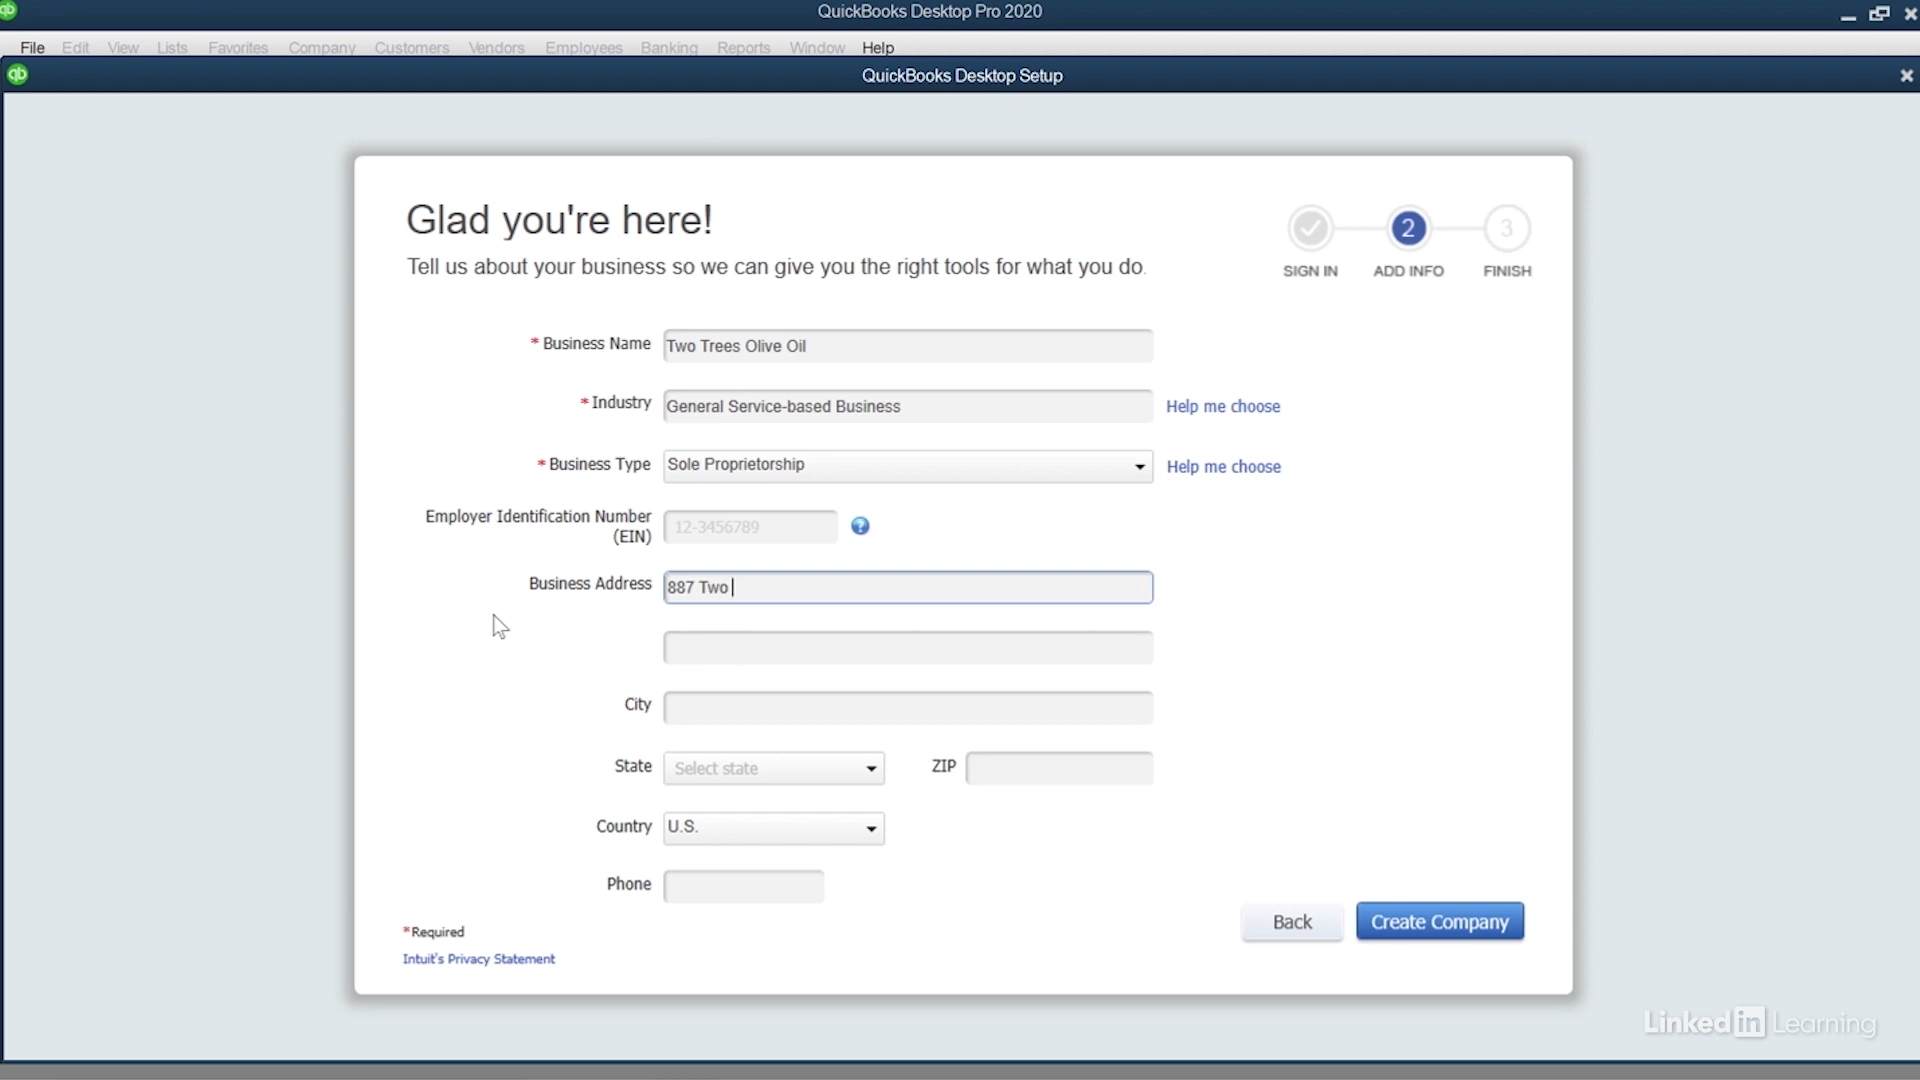 qb
QuickBooks Desktop Pro 2020
File Edit View Lists Favorites Company Customers Vendors Employees Banking Reports Window Help
qb
QuickBooks Desktop Setup
Glad you're here!
Tell us about your business so we can give you the right tools for what you do.
2 3
SIGN IN ADD INFO FINISH
* Business Name Two Trees Olive Oil
* Industry General Service-based Business Help me choose
* Business Type Sole Proprietorship Help me choose
Employer Identification Number
(EIN) 12-3456789 ?
Business Address 887 Two
City
State Select state ZIP
Country U.S.
Phone
Back Create Company
*Required
Intuit's Privacy Statement
Linked in Learning